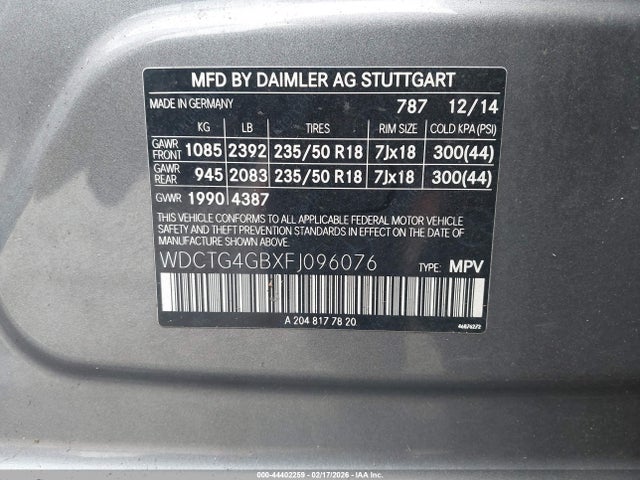 MFD BY DAIMLER AG STUTTGART
MADE IN GERMANY 787 12/14
KG LB TIRES RIM SIZE COLD KPA (PSI)
GAWR FRONT 1085 2392 235/50 R18 7Jx18 300(44)
GAWR REAR 945 2083 235/50 R18 7Jx18 300(44)
GVWR 1990 4387
THIS VEHICLE CONFORMS TO ALL APPLICABLE FEDERAL MOTOR VEHICLE
SAFETY AND THEFT PREVENTION STANDARDS IN EFFECT ON THE
DATE OF MANUFACTURE SHOWN ABOVE.
WDCTG4GBXFJ096076 TYPE: MPV
A 204 817 78 20 46876272
000-44402259 - 02/17/2026 - IAAI.COM